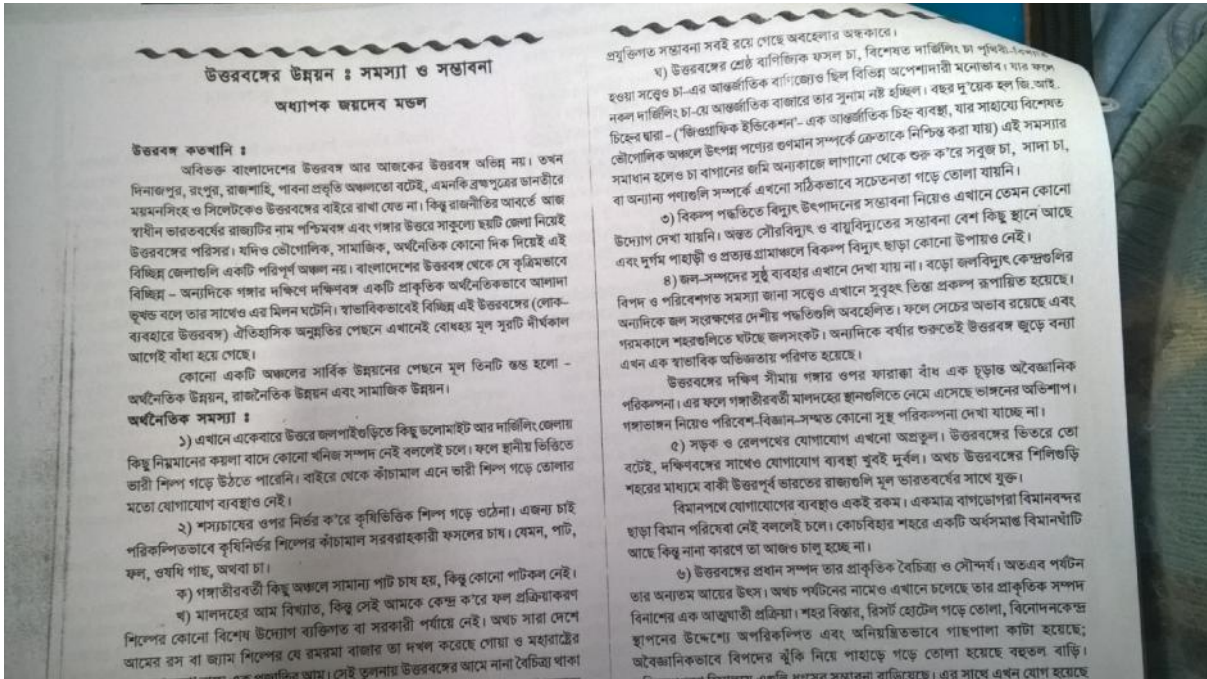 উত্তরবঙ্গের উন্নয়ন : সমস্যা ও সম্ভাবনা
অধ্যাপক জয়দেব মন্ডল
উত্তরবঙ্গ কতখানি :
অবিভক্ত বাংলাদেশের উত্তরবঙ্গ আর আজকের উত্তরবঙ্গ অভিন্ন নয়। তখন
দিনাজপুর, রংপুর, রাজশাহি, পাবনা প্রভৃতি অঞ্চলতো বটেই, এমনকি ব্রহ্মপুত্রের ডানতীরে
ময়মনসিংহ ও সিলেটকেও উত্তরবঙ্গের বাইরে রাখা যেত না। কিন্তু রাজনীতির আবর্তে আজ
স্বাধীন ভারতবর্ষের রাজ্যটির নাম পশ্চিমবঙ্গ এবং গঙ্গার উত্তরে সাকুল্যে ছয়টি জেলা নিয়েই
উত্তরবঙ্গের পরিসর। যদিও ভৌগোলিক, সামাজিক, অর্থনৈতিক কোনো দিক দিয়েই এই
বিচ্ছিন্ন জেলাগুলি একটি পরিপূর্ণ অঞ্চল নয়। বাংলাদেশের উত্তরবঙ্গ থেকে সে কৃত্রিমভাবে
বিচ্ছিন্ন – অন্যদিকে গঙ্গার দক্ষিণে দক্ষিণবঙ্গ একটি প্রাকৃতিক অর্থনৈতিকভাবে আলাদা
ভূখন্ড বলে তার সাথেও এর মিলন ঘটেনি। স্বাভাবিকভাবেই বিচ্ছিন্ন এই উত্তরবঙ্গের (লোক–
ব্যবহারে উত্তরবঙ্গ) ঐতিহাসিক অনুন্নতির পেছনে এখানেই বোধহয় মূল সুরটি দীর্ঘকাল
আগেই বাঁধা হয়ে গেছে।
কোনো একটি অঞ্চলের সার্বিক উন্নয়নের পেছনে মূল তিনটি স্তম্ভ হলো –
অর্থনৈতিক উন্নয়ন, রাজনৈতিক উন্নয়ন এবং সামাজিক উন্নয়ন।
অর্থনৈতিক সমস্যা :
১) এখানে একেবারে উত্তরে জলপাইগুড়িতে কিছু ডলোমাইট আর দার্জিলিং জেলায়
কিছু নিম্নমানের কয়লা বাদে কোনো খনিজ সম্পদ নেই বললেই চলে। ফলে স্থানীয় ভিত্তিতে
ভারী শিল্প গড়ে উঠতে পারেনি। বাইরে থেকে কাঁচামাল এনে ভারী শিল্প গড়ে তোলার
মতো যোগাযোগ ব্যবস্থাও নেই।
২) শস্যচাষের ওপর নির্ভর ক'রে কৃষিভিত্তিক শিল্প গড়ে ওঠেনা। এজন্য চাই
পরিকল্পিতভাবে কৃষিনির্ভর শিল্পের কাঁচামাল সরবরাহকারী ফসলের চাষ। যেমন, পাট,
ফল, ওষধি গাছ, অথবা চা।
ক) গঙ্গাতীরবর্তী কিছু অঞ্চলে সামান্য পাট চাষ হয়, কিন্তু কোনো পাটকল নেই।
খ) মালদহের আম বিখ্যাত, কিন্তু সেই আমকে কেন্দ্র ক'রে ফল প্রক্রিয়াকরণ
শিল্পের কোনো বিশেষ উদ্যোগ ব্যক্তিগত বা সরকারী পর্যায়ে নেই। অথচ সারা দেশে
আমের রস বা জ্যাম শিল্পের যে রমরমা বাজার তা দখল করেছে গোয়া ও মহারাষ্ট্রের
আম। সেই তুলনায় উত্তরবঙ্গের আমে নানা বৈচিত্র্য থাকা
প্রযুক্তিগত সম্ভাবনা সবই রয়ে গেছে অবহেলার অন্ধকারে।
ঘ) উত্তরবঙ্গের শ্রেষ্ঠ বাণিজ্যিক ফসল চা, বিশেষত দার্জিলিং চা
হওয়া সত্ত্বেও চা–এর আন্তর্জাতিক বাণিজ্যেও ছিল বিভিন্ন অপেশাদারী মনোভাব। যার ফলে
নকল দার্জিলিং চা–য়ে আন্তর্জাতিক বাজারে তার সুনাম নষ্ট হচ্ছিল। বছর দু'য়েক হল জি.আই.
চিহ্নের দ্বারা – ('জিওগ্রাফিক ইন্ডিকেশন'- এক আন্তর্জাতিক চিহ্ন ব্যবস্থা, যার সাহায্যে বিশেষত
ভৌগোলিক অঞ্চলে উৎপন্ন পণ্যের গুণমান সম্পর্কে ক্রেতাকে নিশ্চিন্ত করা যায়) এই সমস্যার
সমাধান হলেও চা বাগানের জমি অন্যকাজে লাগানো থেকে শুরু ক'রে সবুজ চা, সাদা চা,
বা অন্যান্য পণ্যগুলি সম্পর্কে এখনো সঠিকভাবে সচেতনতা গড়ে তোলা যায়নি।
৩) বিকল্প পদ্ধতিতে বিদ্যুৎ উৎপাদনের সম্ভাবনা নিয়েও এখানে তেমন কোনো
উদ্যোগ দেখা যায়নি। অন্তত সৌরবিদ্যুৎ ও বায়ুবিদ্যুতের সম্ভাবনা বেশ কিছু স্থানে আছে
এবং দুর্গম পাহাড়ী ও প্রত্যন্ত গ্রামাঞ্চলে বিকল্প বিদ্যুৎ ছাড়া কোনো উপায়ও নেই।
৪) জল–সম্পদের সুষ্ঠু ব্যবহার এখানে দেখা যায় না। বড়ো জলবিদ্যুৎ কেন্দ্রগুলির
বিপদ ও পরিবেশগত সমস্যা জানা সত্ত্বেও এখানে সুবৃহৎ তিস্তা প্রকল্প রূপায়িত হয়েছে।
অন্যদিকে জল সংরক্ষণের দেশীয় পদ্ধতিগুলি অবহেলিত। ফলে সেচের অভাব রয়েছে এবং
গরমকালে শহরগুলিতে ঘটছে জলসংকট। অন্যদিকে বর্ষার শুরুতেই উত্তরবঙ্গ জুড়ে বন্যা
এখন এক স্বাভাবিক অভিজ্ঞতায় পরিণত হয়েছে।
উত্তরবঙ্গের দক্ষিণ সীমায় গঙ্গার ওপর ফারাক্কা বাঁধ এক চূড়ান্ত অবৈজ্ঞানিক
পরিকল্পনা। এর ফলে গঙ্গাতীরবর্তী মালদহের স্থানগুলিতে নেমে এসেছে ভাঙ্গনের অভিশাপ।
গঙ্গাভাঙ্গন নিয়েও পরিবেশ-বিজ্ঞান–সম্মত কোনো সুস্থ পরিকল্পনা দেখা যাচ্ছে না।
৫) সড়ক ও রেলপথের যোগাযোগ এখনো অপ্রতুল। উত্তরবঙ্গের ভিতরে তো
বটেই, দক্ষিণবঙ্গের সাথেও যোগাযোগ ব্যবস্থা খুবই দুর্বল। অথচ উত্তরবঙ্গের শিলিগুড়ি
শহরের মাধ্যমে বাকী উত্তরপূর্ব ভারতের রাজ্যগুলি মূল ভারতবর্ষের সাথে যুক্ত।
বিমানপথে যোগাযোগের ব্যবস্থাও একই রকম। একমাত্র বাগডোগরা বিমানবন্দর
ছাড়া বিমান পরিষেবা নেই বললেই চলে। কোচবিহার শহরে একটি অর্ধসমাপ্ত বিমানঘাঁটি
আছে কিন্তু নানা কারণে তা আজও চালু হচ্ছে না।
৬) উত্তরবঙ্গের প্রধান সম্পদ তার প্রাকৃতিক বৈচিত্র্য ও সৌন্দর্য। অতএব পর্যটন
তার অন্যতম আয়ের উৎস। অথচ পর্যটনের নামেও এখানে চলেছে তার প্রাকৃতিক সম্পদ
বিনাশের এক আত্মঘাতী প্রক্রিয়া। শহর বিস্তার, রিসর্ট হোটেল গড়ে তোলা, বিনোদনকেন্দ্র
স্থাপনের উদ্দেশ্যে অপরিকল্পিত এবং অনিয়ন্ত্রিতভাবে গাছপালা কাটা হয়েছে;
অবৈজ্ঞানিকভাবে বিপদের ঝুঁকি নিয়ে পাহাড়ে গড়ে তোলা হয়েছে বহুতল বাড়ি।
সম্ভাবনা বাড়িয়েছে। এর সাথে এখন যোগ হয়েছে